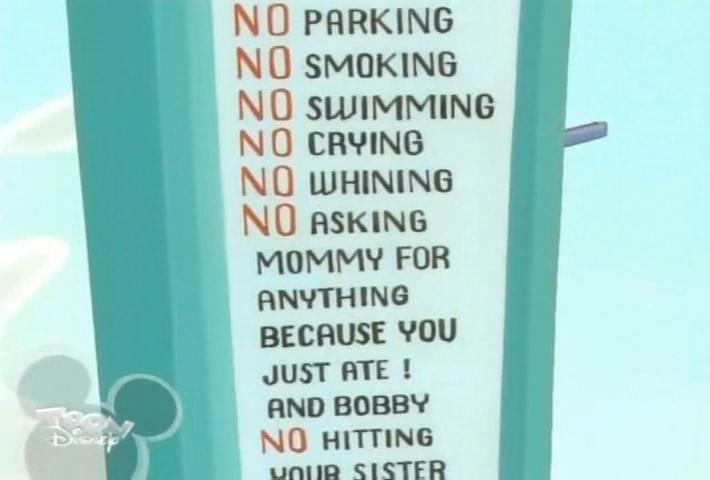 NO PARKING
NO SMOKING
NO SWIMMING
NO CRYING
NO WHINING
NO ASKING
MOMMY FOR
ANYTHING
BECAUSE YOU
JUST ATE !
AND BOBBY
NO HITTING
YOUR SISTER
TOON
DISNEY